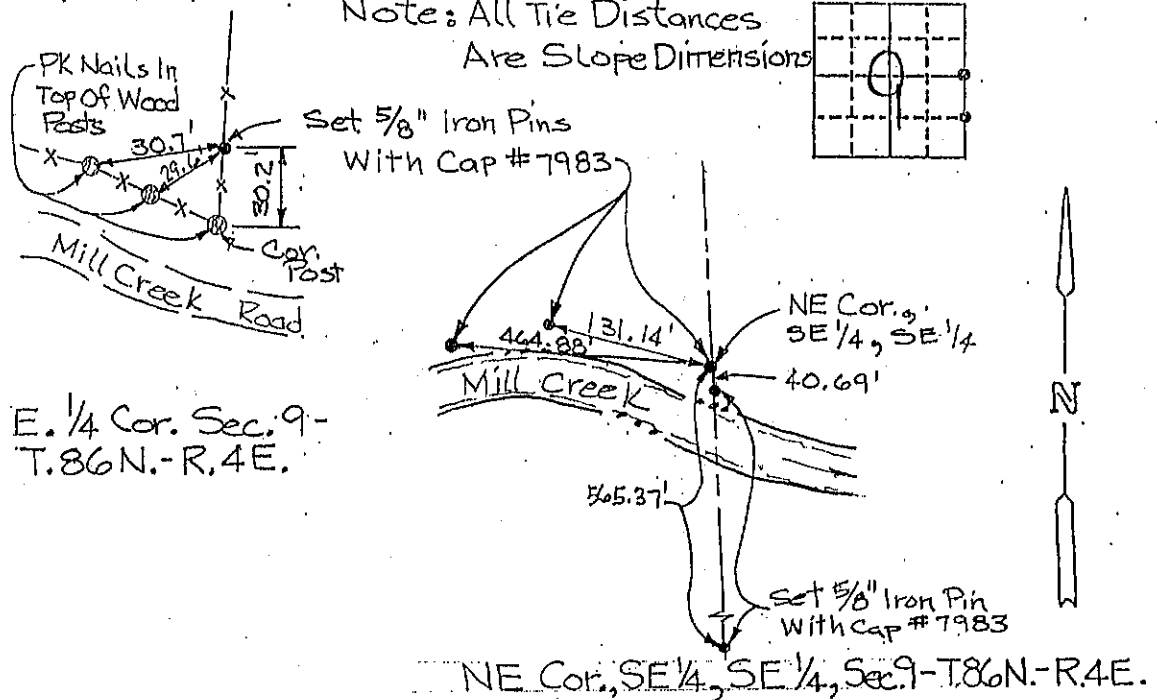 Note: All Tie Distances
Are Slope Dimensions
9
PK Nails In
Top Of Wood
Posts
30.7'
29.6'
30.2'
Cor.
Post
Mill Creek Road
E. 1/4 Cor. Sec. 9-
T.86N.-R.4E.
Set 5/8" Iron Pins
With Cap #7983
131.14'
464.88'
NE Cor.,
SE 1/4, SE 1/4
40.69'
Mill Creek
565.37'
N
Set 5/8" Iron Pin
With Cap #7983
NE Cor., SE 1/4, SE 1/4, Sec. 9-T.86N.-R.4E.